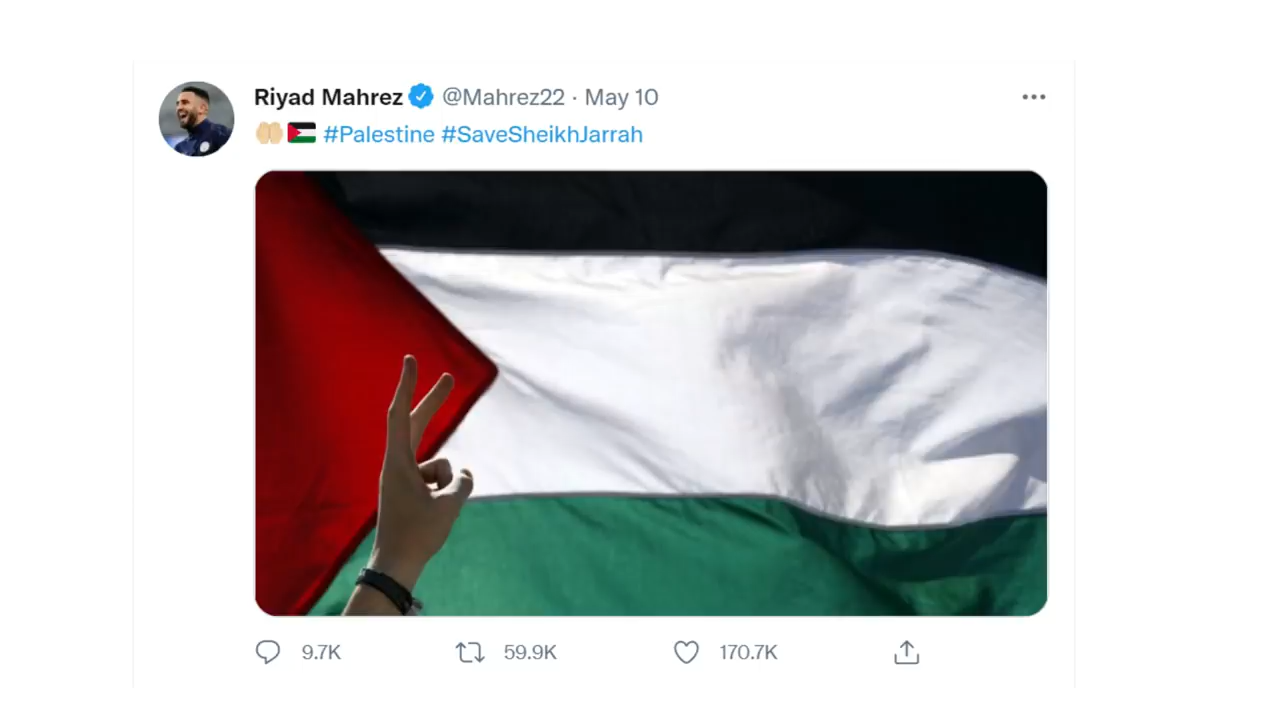 Riyad Mahrez @Mahrez22 · May 10
🤲🏼🇵🇸 #Palestine #SaveSheikhJarrah
9.7K 59.9K 170.7K